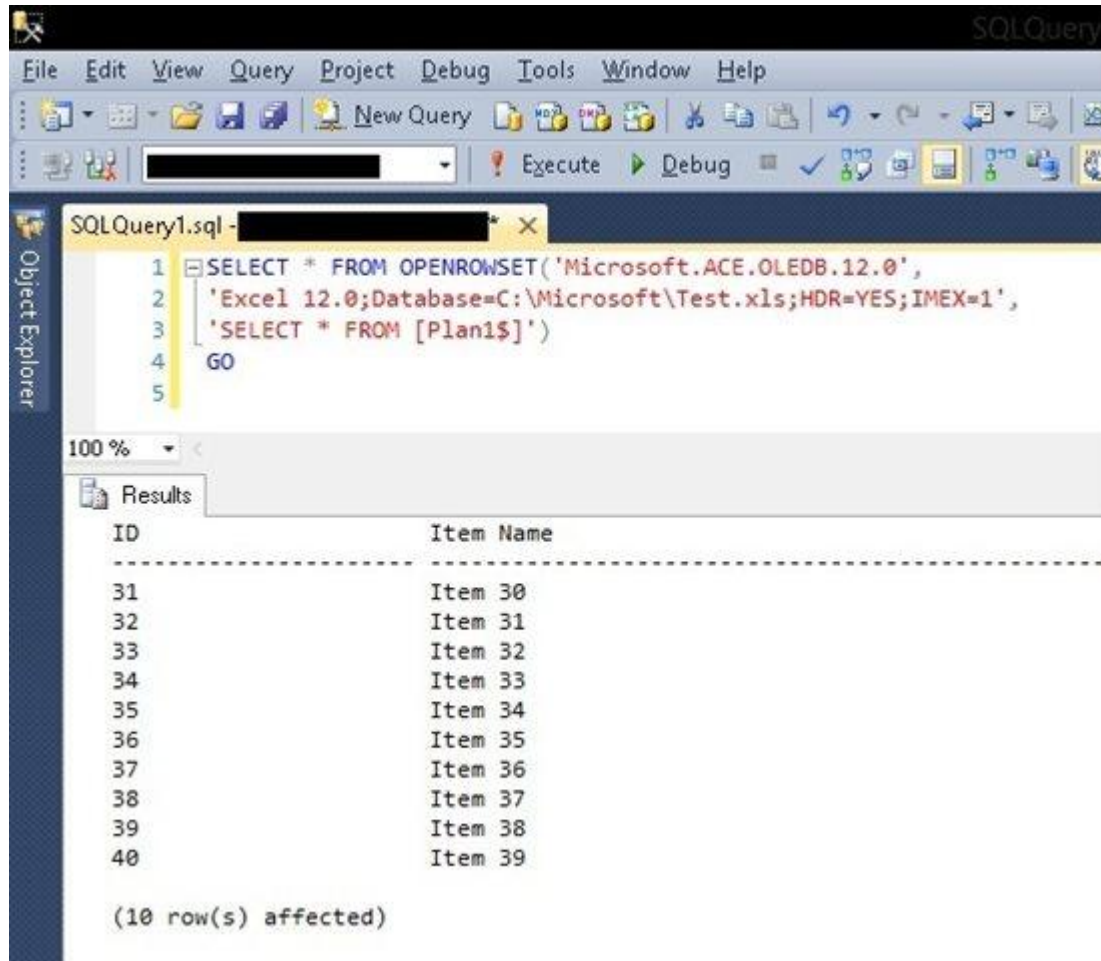 SQLQuery
File Edit View Query Project Debug Tools Window Help
New Query
Execute Debug
SQLQuery1.sql - *
Object Explorer
1 SELECT * FROM OPENROWSET('Microsoft.ACE.OLEDB.12.0',
2 'Excel 12.0;Database=C:\Microsoft\Test.xls;HDR=YES;IMEX=1',
3 'SELECT * FROM [Plan1$]')
4 GO
5
100 %
Results
ID Item Name
31 Item 30
32 Item 31
33 Item 32
34 Item 33
35 Item 34
36 Item 35
37 Item 36
38 Item 37
39 Item 38
40 Item 39
(10 row(s) affected)